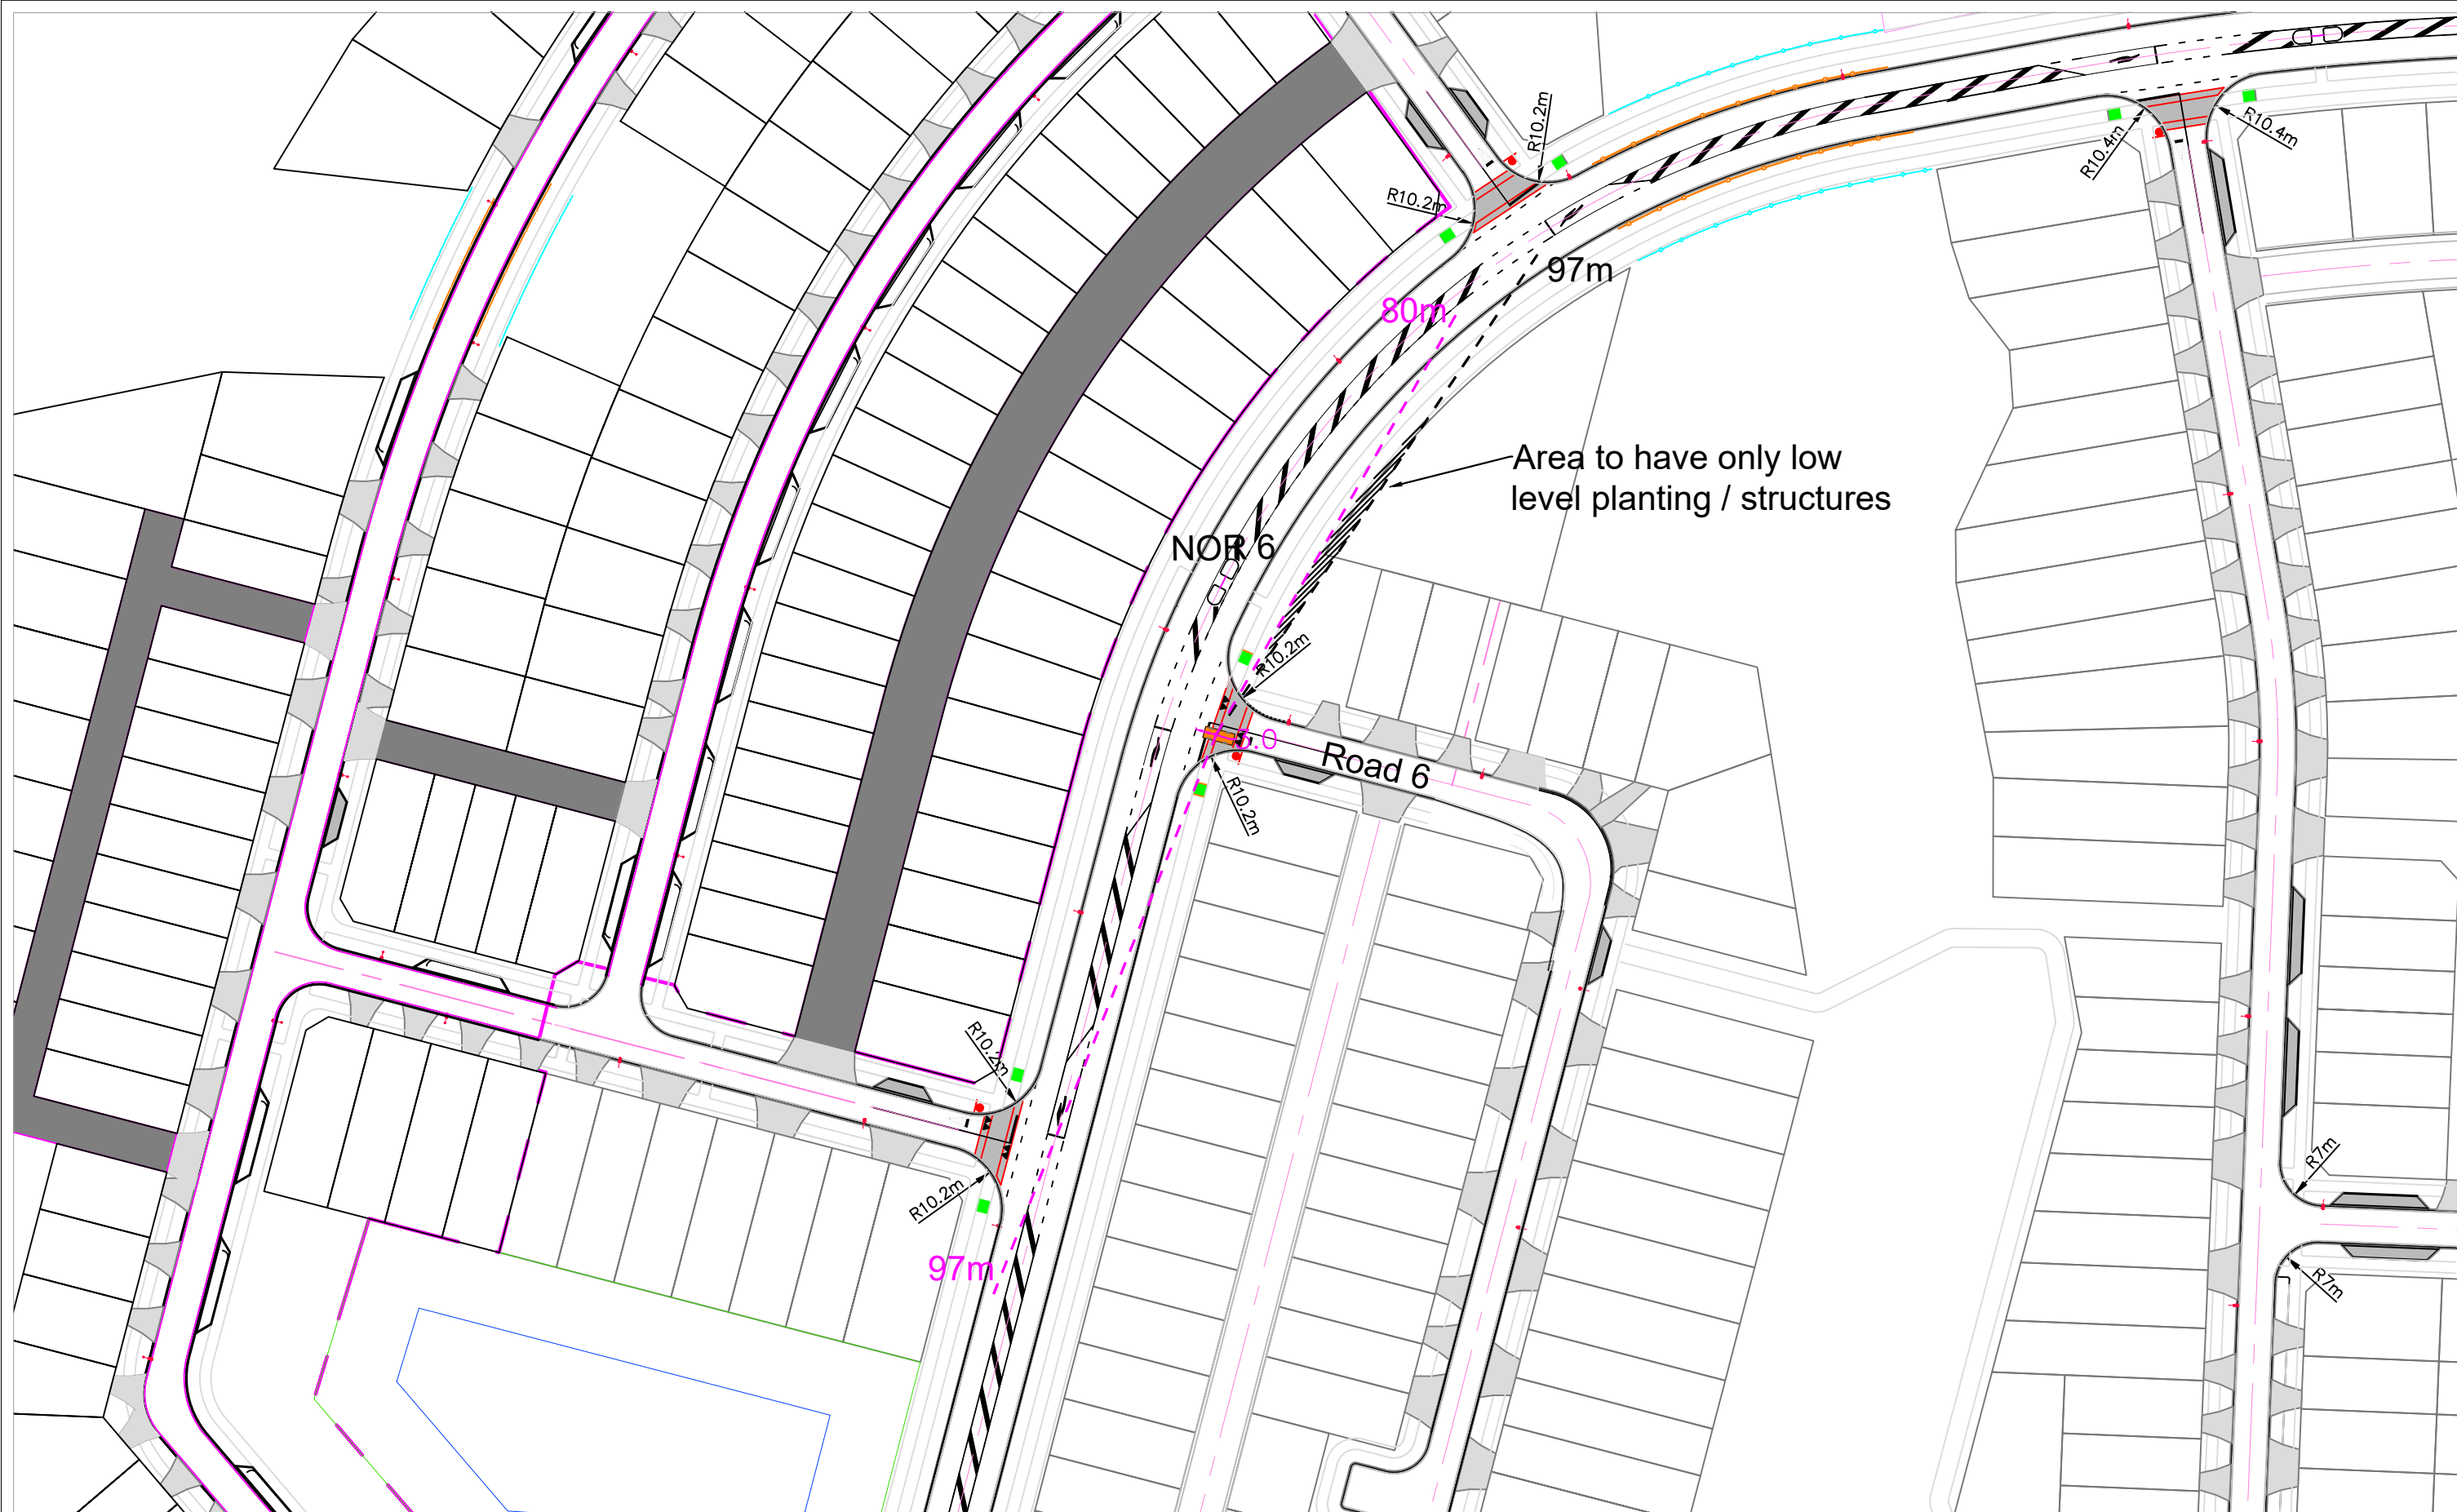 R10.2m
R10.4m
R10.4m
R10.2m
97m
80m
Area to have only low
level planting / structures
NOR 6
R10.2m
Road 6
R10.2m
R10.2m
R10.2m
97m
R7m
R7m